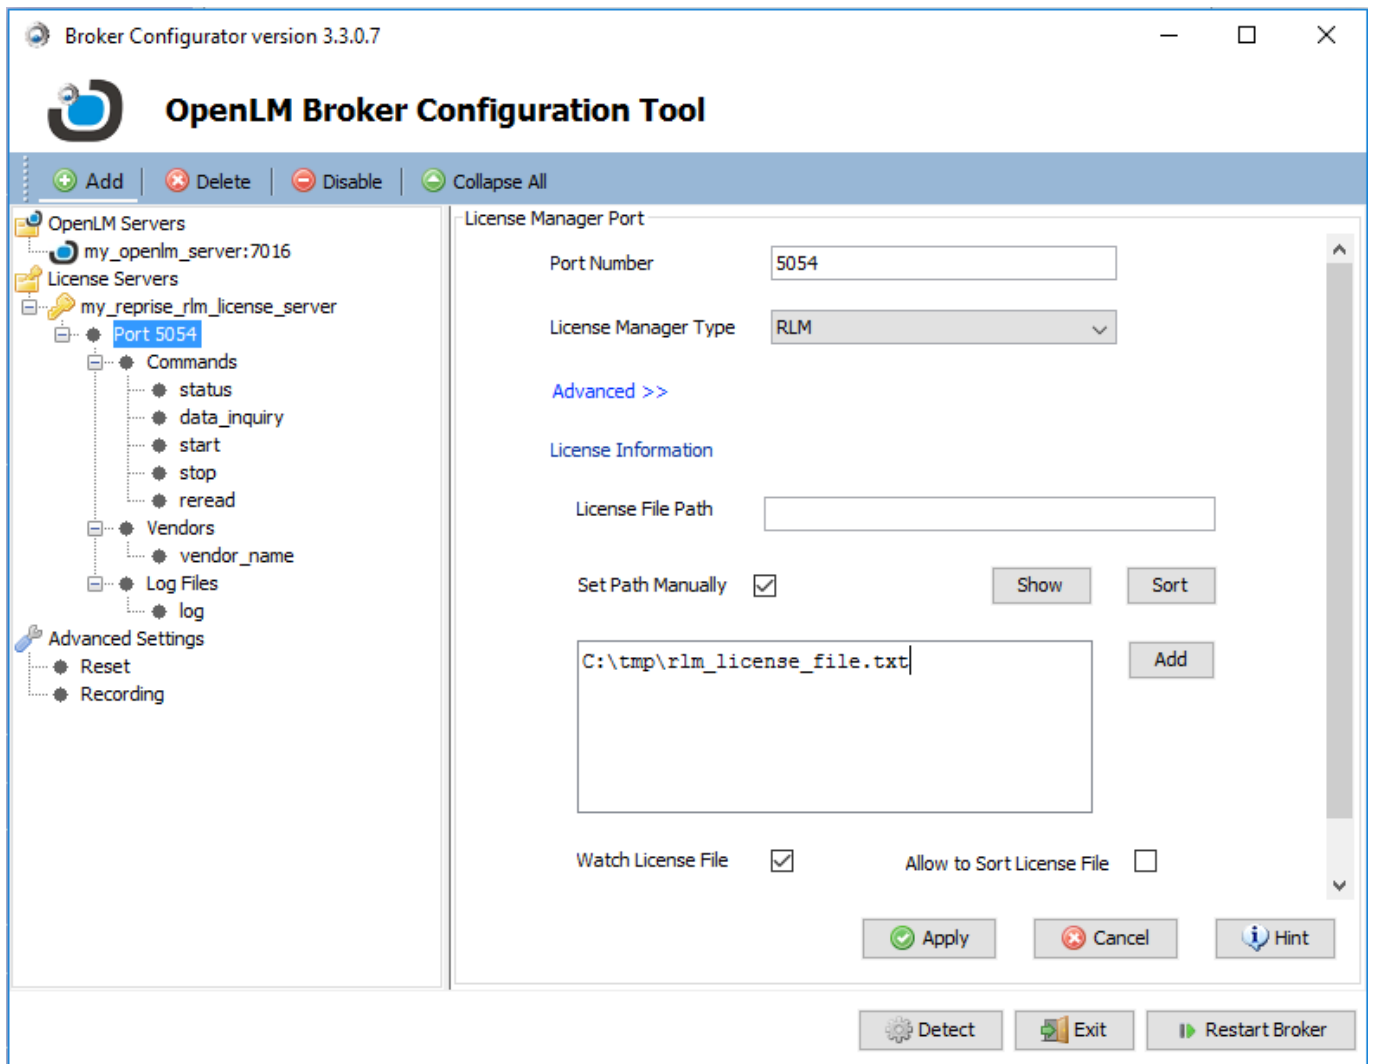 Broker Configurator version 3.3.0.7
OpenLM Broker Configuration Tool
Add Delete Disable Collapse All
OpenLM Servers
my_openlm_server:7016
License Servers
my_reprise_rlm_license_server
Port 5054
Commands
status
data_inquiry
start
stop
reread
Vendors
vendor_name
Log Files
log
Advanced Settings
Reset
Recording
License Manager Port
Port Number 5054
License Manager Type RLM
Advanced >>
License Information
License File Path
Set Path Manually Show Sort
C:\tmp\rlm_license_file.txt Add
Watch License File Allow to Sort License File
Apply Cancel Hint
Detect Exit Restart Broker